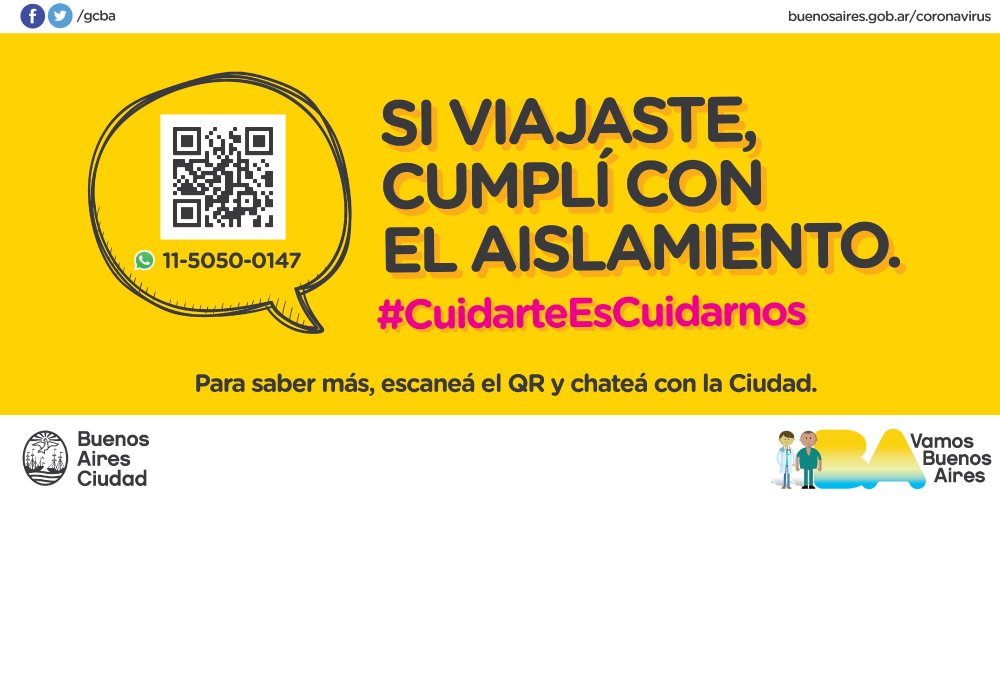 /gcba
buenosaires.gob.ar/coronavirus
SI VIAJASTE,
CUMPLÍ CON
EL AISLAMIENTO.
#CuidarteEsCuidarnos
11-5050-0147
Para saber más, escaneá el QR y chateá con la Ciudad.
Buenos
Aires
Ciudad
BA
Vamos
Buenos
Aires